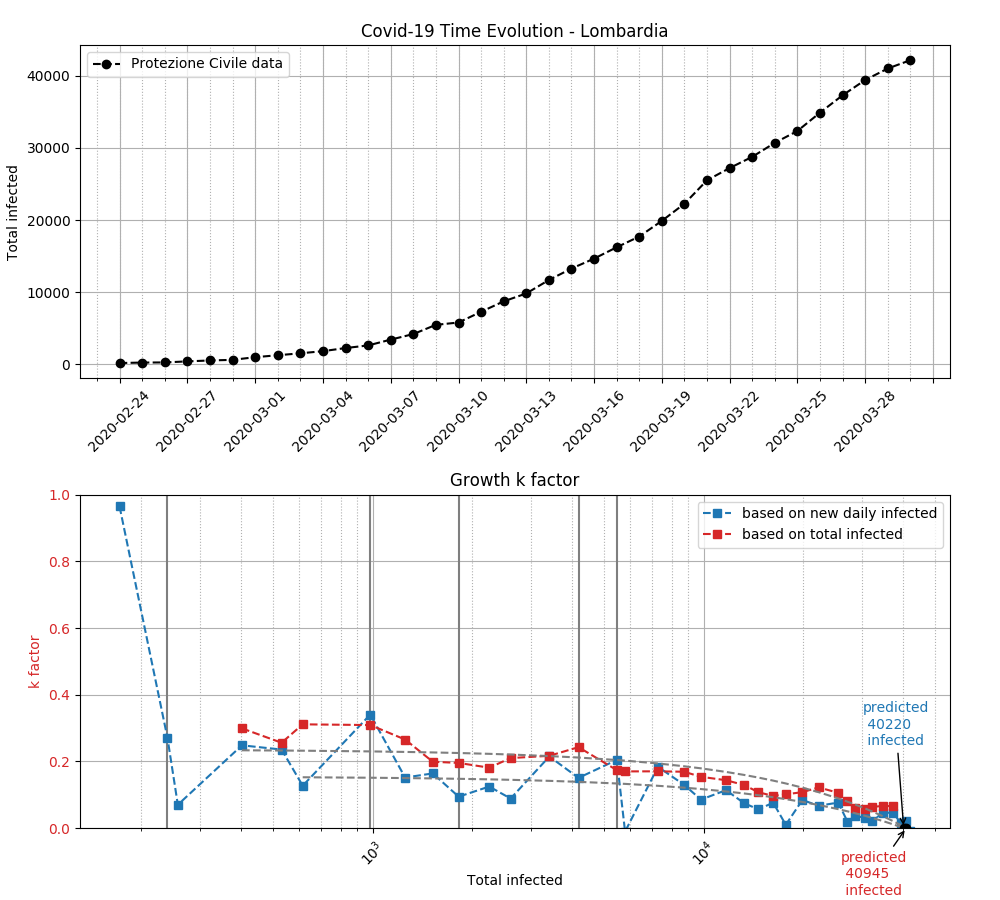 Covid-19 Time Evolution - Lombardia
Protezione Civile data
Total infected
40000
30000
20000
10000
0
2020-02-24
2020-02-27
2020-03-01
2020-03-04
2020-03-07
2020-03-10
2020-03-13
2020-03-16
2020-03-19
2020-03-22
2020-03-25
2020-03-28
Growth k factor
based on new daily infected
based on total infected
k factor
1.0
0.8
0.6
0.4
0.2
0.0
predicted
40220
infected
10³
10⁴
Total infected
predicted
40945
infected